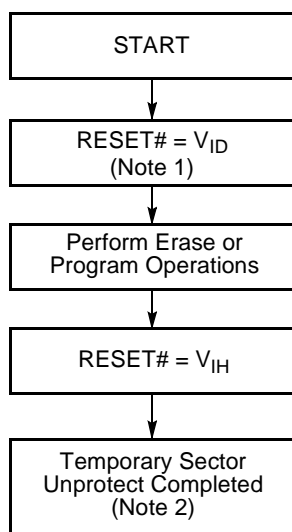 START
RESET# = VID
(Note 1)
Perform Erase or
Program Operations
RESET# = VIH
Temporary Sector
Unprotect Completed
(Note 2)